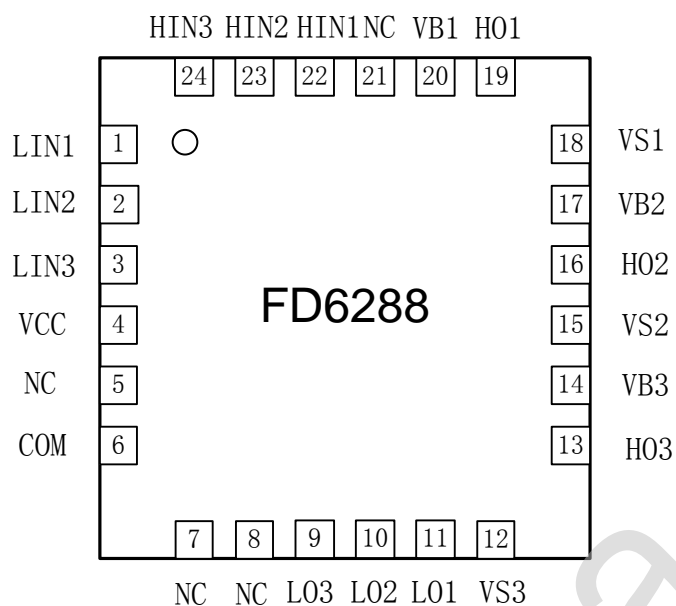 HIN3 HIN2 HIN1 NC VB1 HO1
24 23 22 21 20 19
LIN1 1 18 VS1
LIN2 2 17 VB2
LIN3 3 16 HO2
FD6288
VCC 4 15 VS2
NC 5 14 VB3
COM 6 13 HO3
7 8 9 10 11 12
NC NC LO3 LO2 LO1 VS3